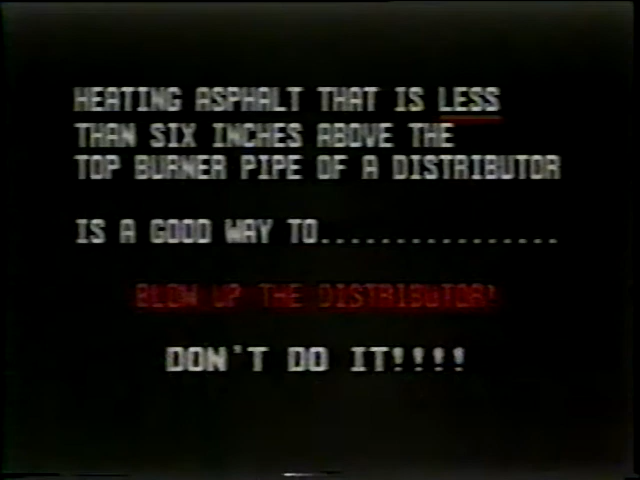 HEATING ASPHALT THAT IS LESS
THAN SIX INCHES ABOVE THE
TOP BURNER PIPE OF A DISTRIBUTOR
IS A GOOD WAY TO................
BLOW UP THE DISTRIBUTOR!
DON'T DO IT!!!!